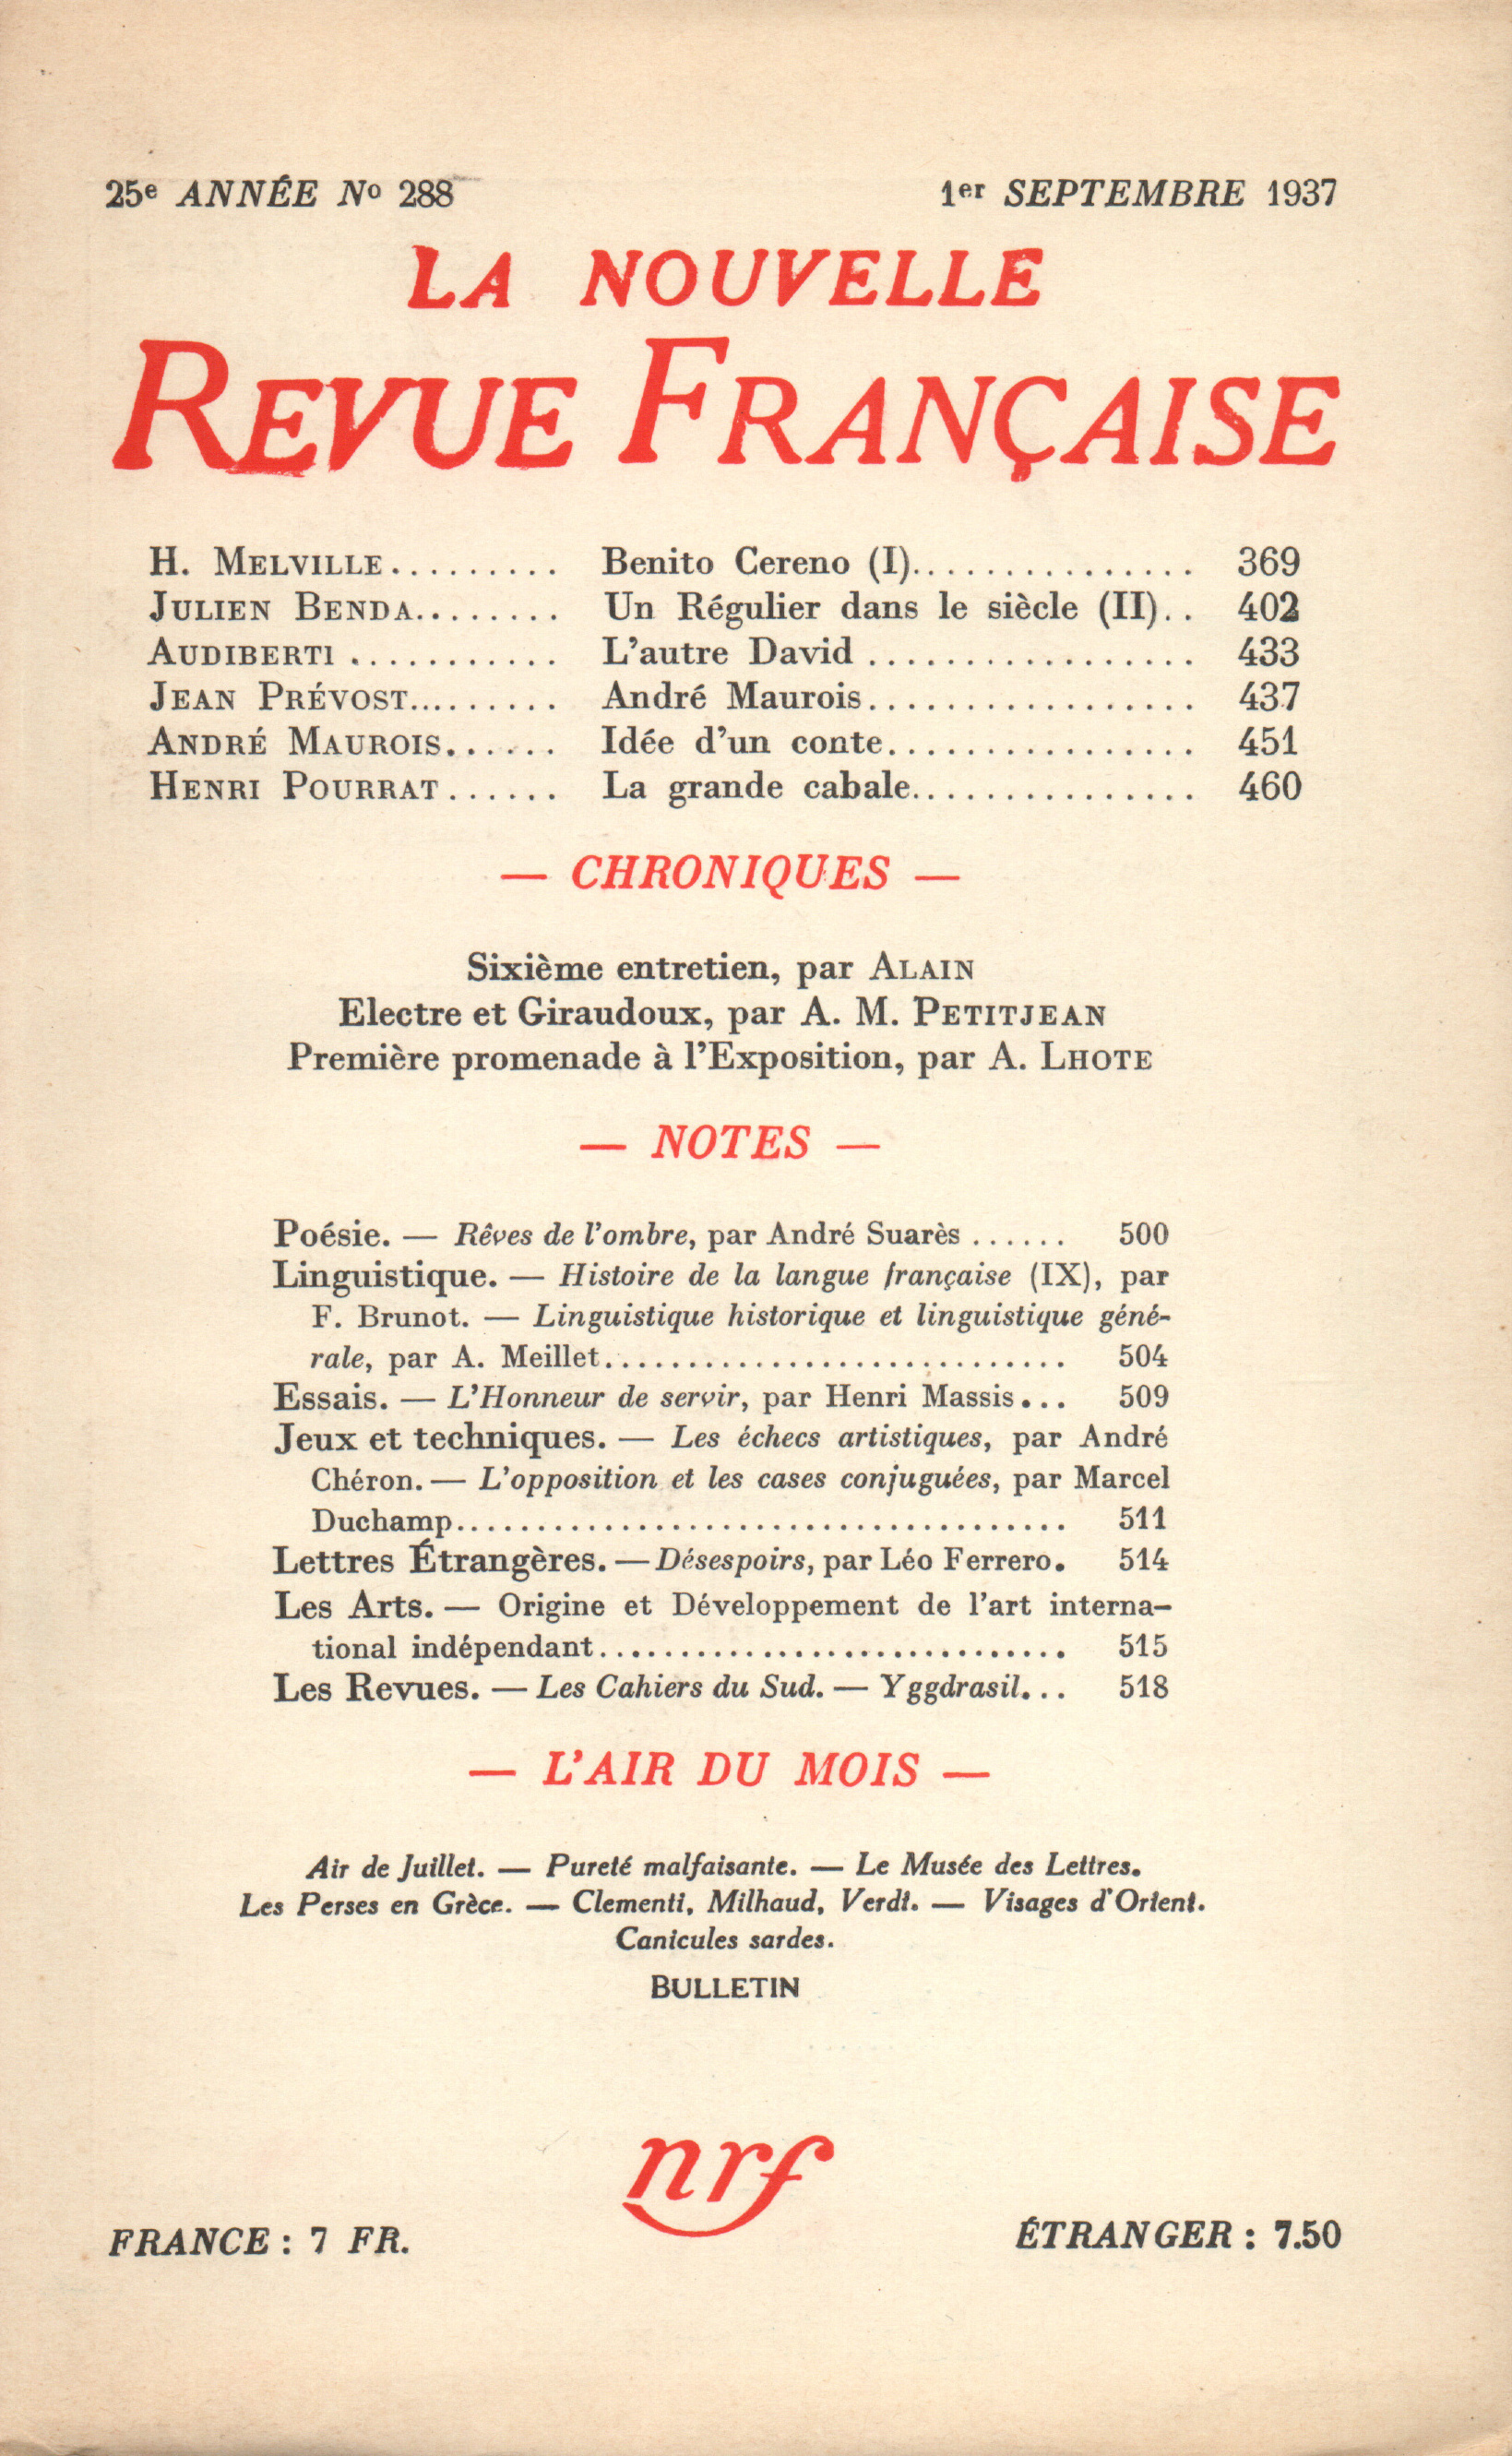 25e ANNÉE No 288
1er SEPTEMBRE 1937
LA NOUVELLE
REVUE FRANÇAISE
H. MELVILLE......... Benito Cereno (I)............... 369
JULIEN BENDA........ Un Régulier dans le siècle (II).. 402
AUDIBERTI ........... L'autre David ................. 433
JEAN PRÉVOST......... André Maurois................. 437
ANDRÉ MAUROIS...... Idée d'un conte................ 451
HENRI POURRAT...... La grande cabale............... 460
— CHRONIQUES —
Sixième entretien, par ALAIN
Electre et Giraudoux, par A. M. PETITJEAN
Première promenade à l'Exposition, par A. LHOTE
— NOTES —
Poésie. — Rêves de l'ombre, par André Suarès ...... 500
Linguistique. — Histoire de la langue française (IX), par
F. Brunot. — Linguistique historique et linguistique géné-
rale, par A. Meillet............................ 504
Essais. — L'Honneur de servir, par Henri Massis... 509
Jeux et techniques. — Les échecs artistiques, par André
Chéron. — L'opposition et les cases conjuguées, par Marcel
Duchamp..................................... 511
Lettres Étrangères. — Désespoirs, par Léo Ferrero. 514
Les Arts. — Origine et Développement de l'art interna-
tional indépendant............................. 515
Les Revues. — Les Cahiers du Sud. — Yggdrasil... 518
— L'AIR DU MOIS —
Air de Juillet. — Pureté malfaisante. — Le Musée des Lettres.
Les Perses en Grèce. — Clementi, Milhaud, Verdi. — Visages d'Orient.
Canicules sardes.
BULLETIN
nrf
FRANCE : 7 FR.
ÉTRANGER : 7.50